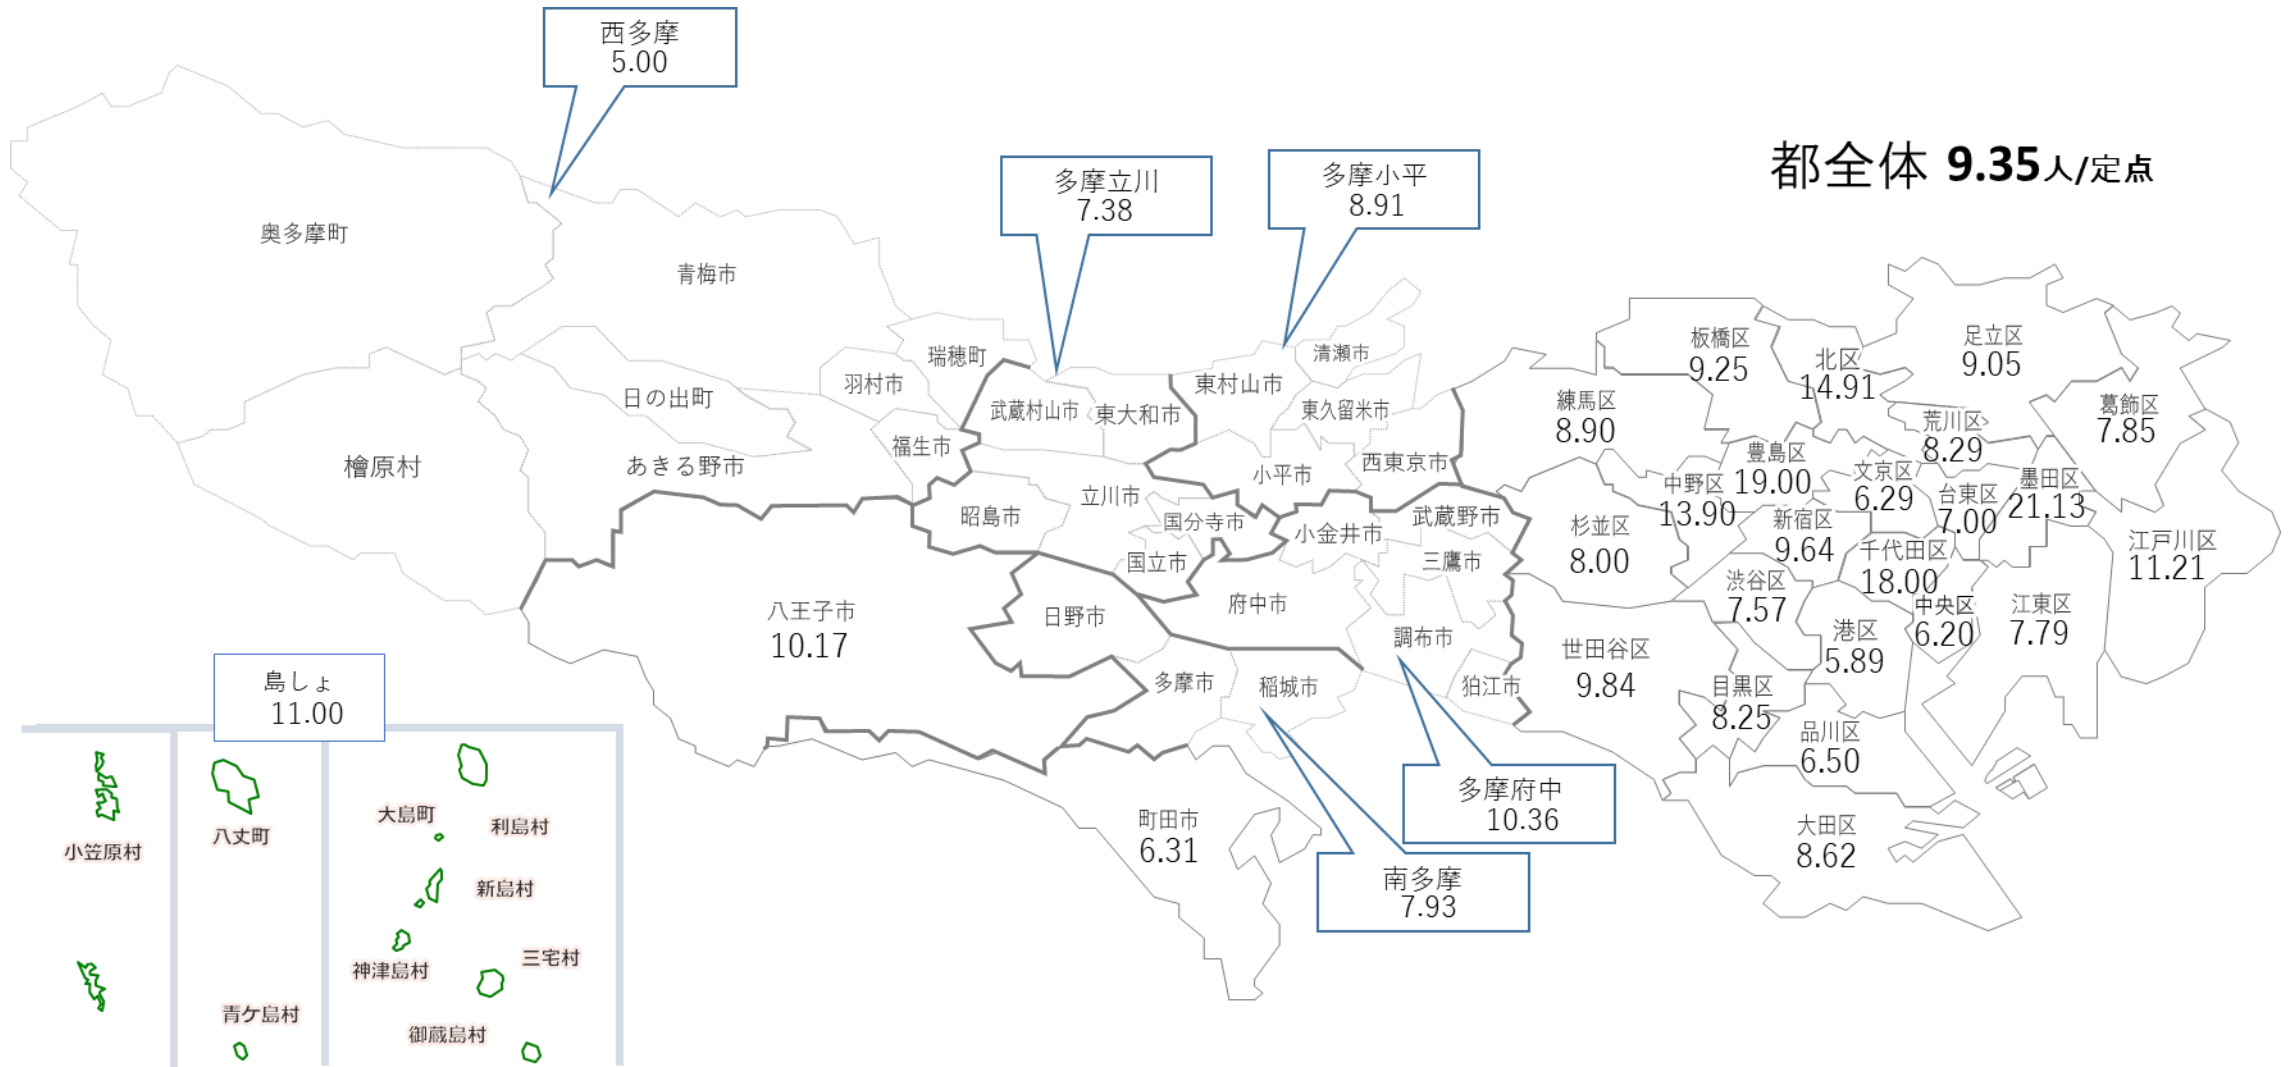 西多摩
5.00
多摩立川
7.38
多摩小平
8.91
都全体 9.35人/定点
奥多摩町
青梅市
瑞穂町
羽村市
日の出町
福生市
あきる野市
檜原村
武蔵村山市
東大和市
東村山市
清瀬市
東久留米市
小平市
西東京市
立川市
昭島市
国分寺市
国立市
小金井市
武蔵野市
三鷹市
府中市
調布市
狛江市
日野市
多摩市
稲城市
八王子市
10.17
町田市
6.31
多摩府中
10.36
南多摩
7.93
板橋区
9.25
北区
14.91
足立区
9.05
練馬区
8.90
荒川区
8.29
葛飾区
7.85
豊島区
19.00
文京区
6.29
中野区
13.90
台東区
7.00
墨田区
21.13
杉並区
8.00
新宿区
9.64
千代田区
18.00
江戸川区
11.21
渋谷区
7.57
中央区
6.20
江東区
7.79
港区
5.89
世田谷区
9.84
目黒区
8.25
品川区
6.50
大田区
8.62
島しょ
11.00
小笠原村
八丈町
青ケ島村
大島町
利島村
新島村
神津島村
三宅村
御蔵島村